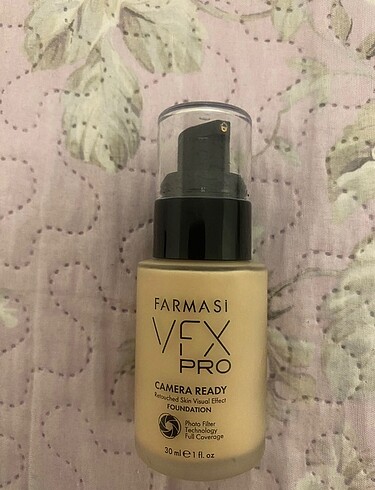 FARMASi
VFX
PRO
CAMERA READY
Retouched Skin Visual Effect
FOUNDATION
Photo Filter
Technology
Full Coverage
30 ml ℮ 1 fl. oz